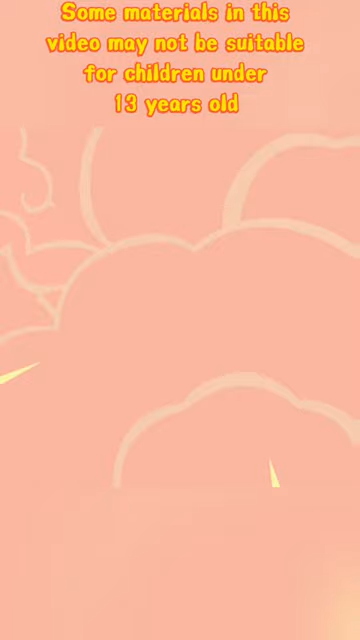 Some materials in this
video may not be suitable
for children under
13 years old